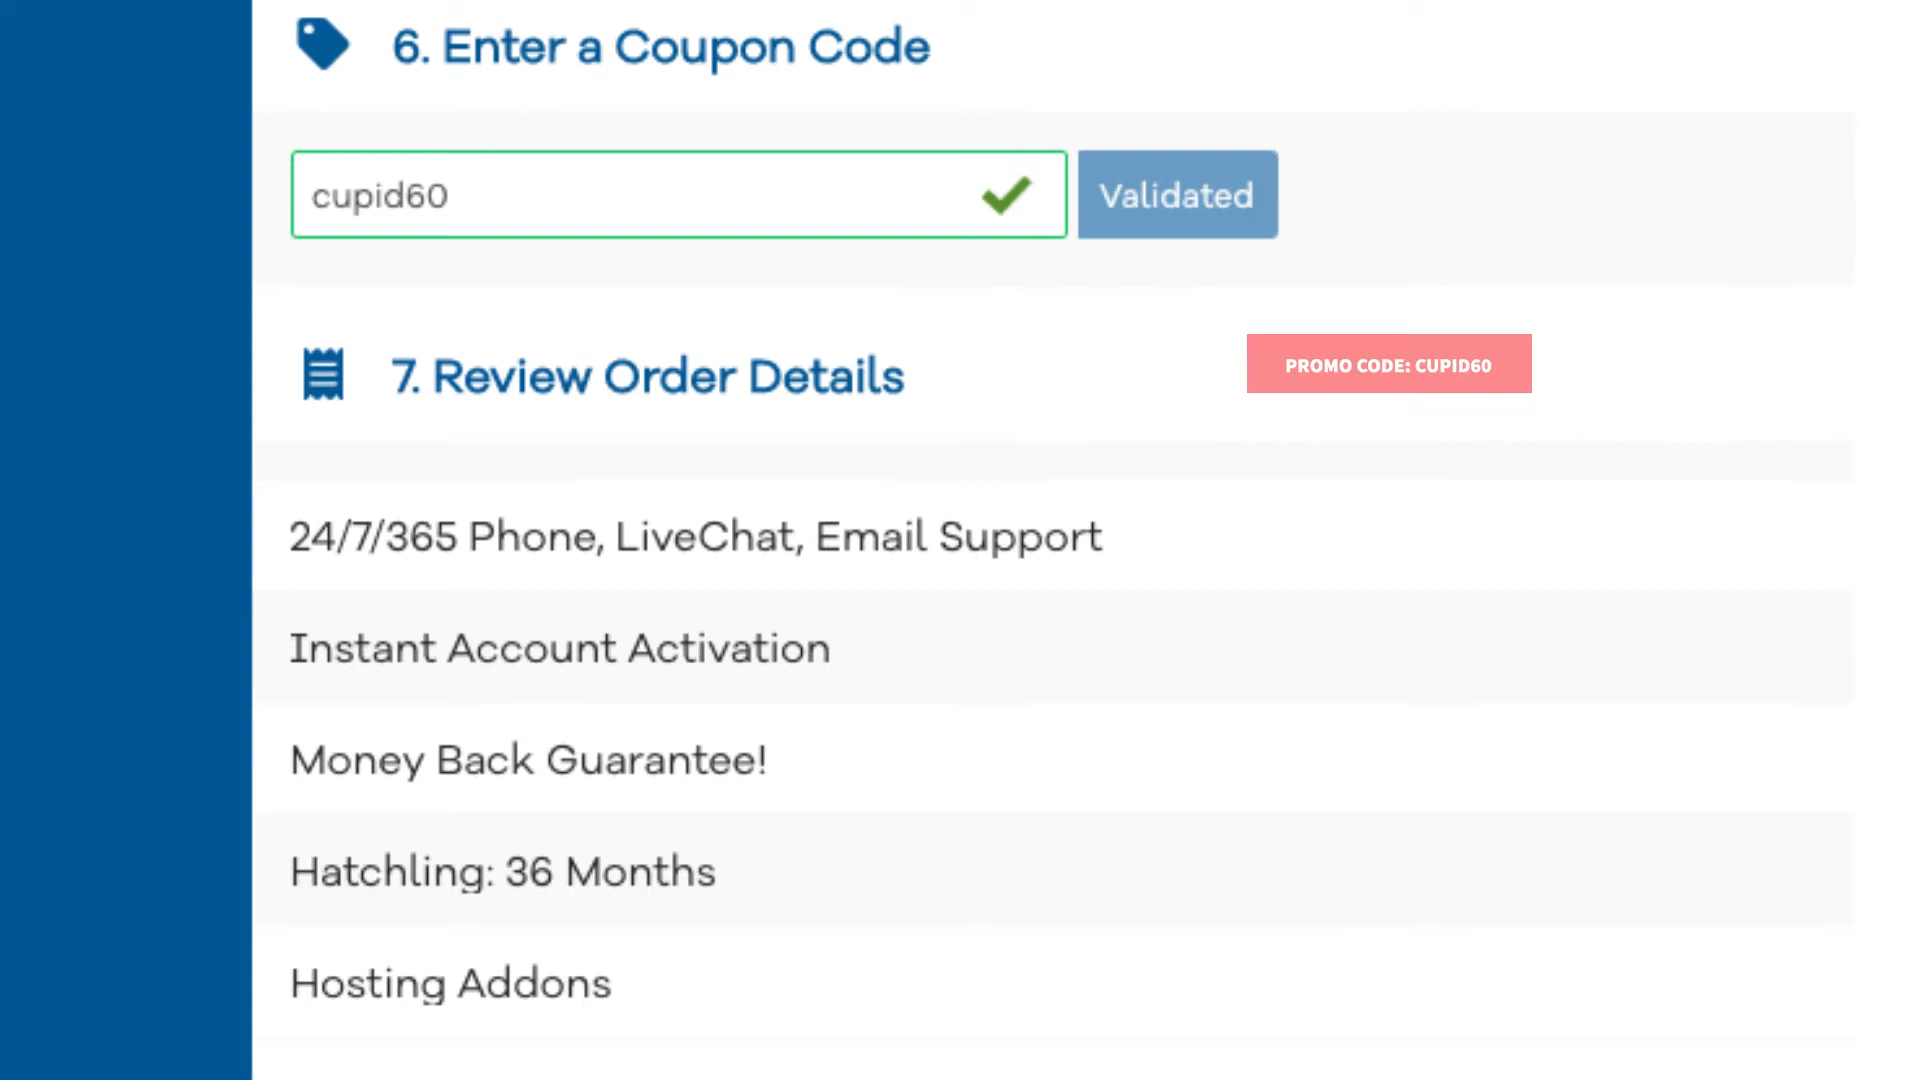 6. Enter a Coupon Code
cupid60
Validated
7. Review Order Details
PROMO CODE: CUPID60
24/7/365 Phone, LiveChat, Email Support
Instant Account Activation
Money Back Guarantee!
Hatchling: 36 Months
Hosting Addons